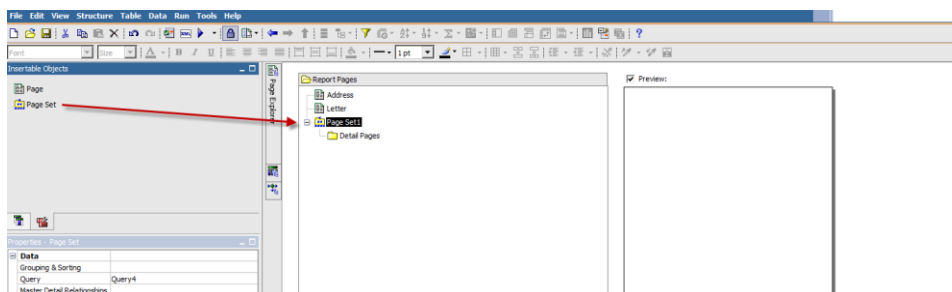 File Edit View Structure Table Data Run Tools Help
Font Size 1 pt
Insertable Objects
Page
Page Set
Page Explorer
Report Pages
Address
Letter
Page Set1
Detail Pages
Preview:
Properties - Page Set
Data
Grouping & Sorting
Query Query4
Master Detail Relationships